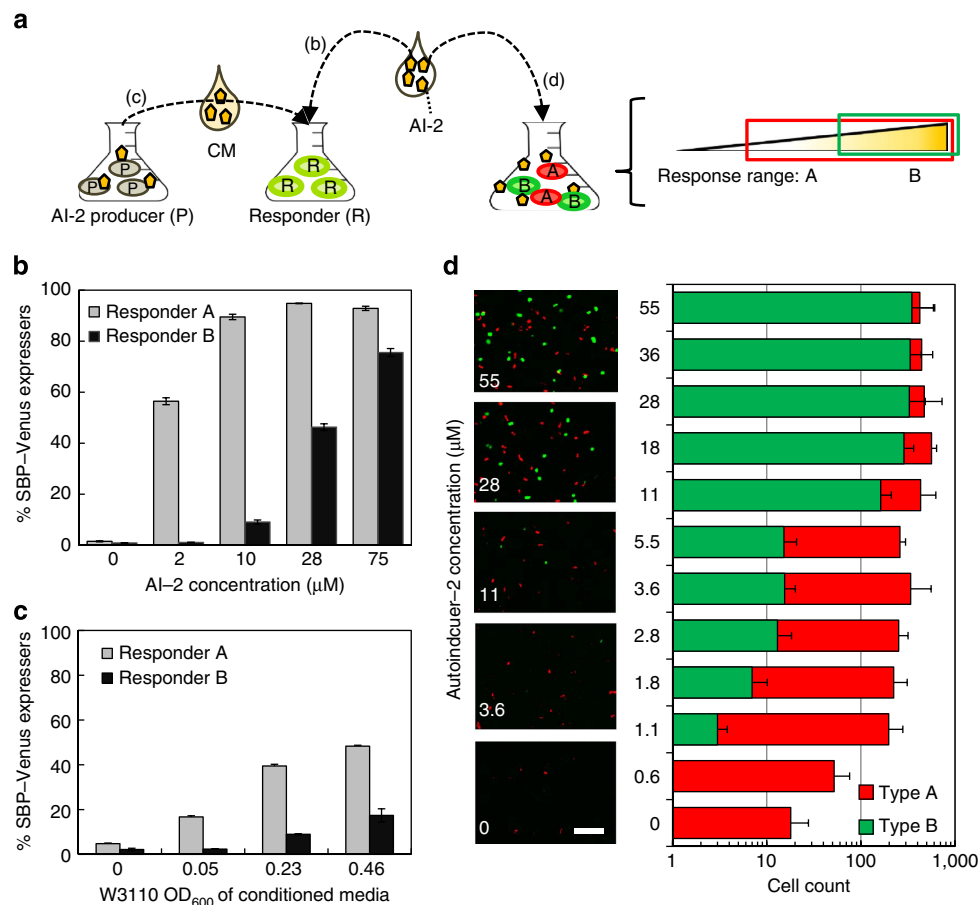 a
(b)
(c)
(d)
AI-2
CM
P
P
P
R
R
R
A
B
A
B
AI-2 producer (P)
Responder (R)
Response range: A B
b
100
80
60
40
20
0
% SBP–Venus expressers
Responder A
Responder B
0 2 10 28 75
AI–2 concentration (μM)
c
100
80
60
40
20
0
% SBP–Venus expressers
Responder A
Responder B
0 0.05 0.23 0.46
W3110 OD600 of conditioned media
d
55
28
11
3.6
0
Autoindcuer–2 concentration (μM)
55
36
28
18
11
5.5
3.6
2.8
1.8
1.1
0.6
0
Type A
Type B
1 10 100 1,000
Cell count